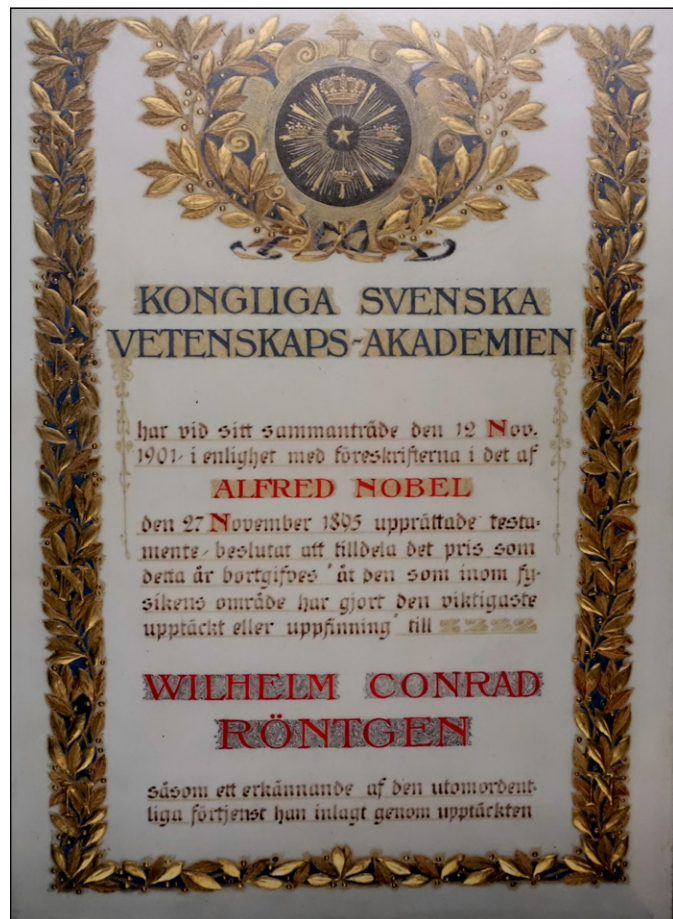 KONGLIGA SVENSKA
VETENSKAPS-AKADEMIEN
har vid sitt sammanträde den 12 Nov.
1901, i enlighet med föreskrifterna i det af
ALFRED NOBEL
den 27 November 1895 upprättade testa-
mente, beslutat att tilldela det pris som
detta år bortgifves "åt den som inom fy-
sikens område har gjort den viktigaste
upptäckt eller uppfinning" till
WILHELM CONRAD
RÖNTGEN
såsom ett erkännande af den utomordent-
liga förtjenst han inlagt genom upptäckten